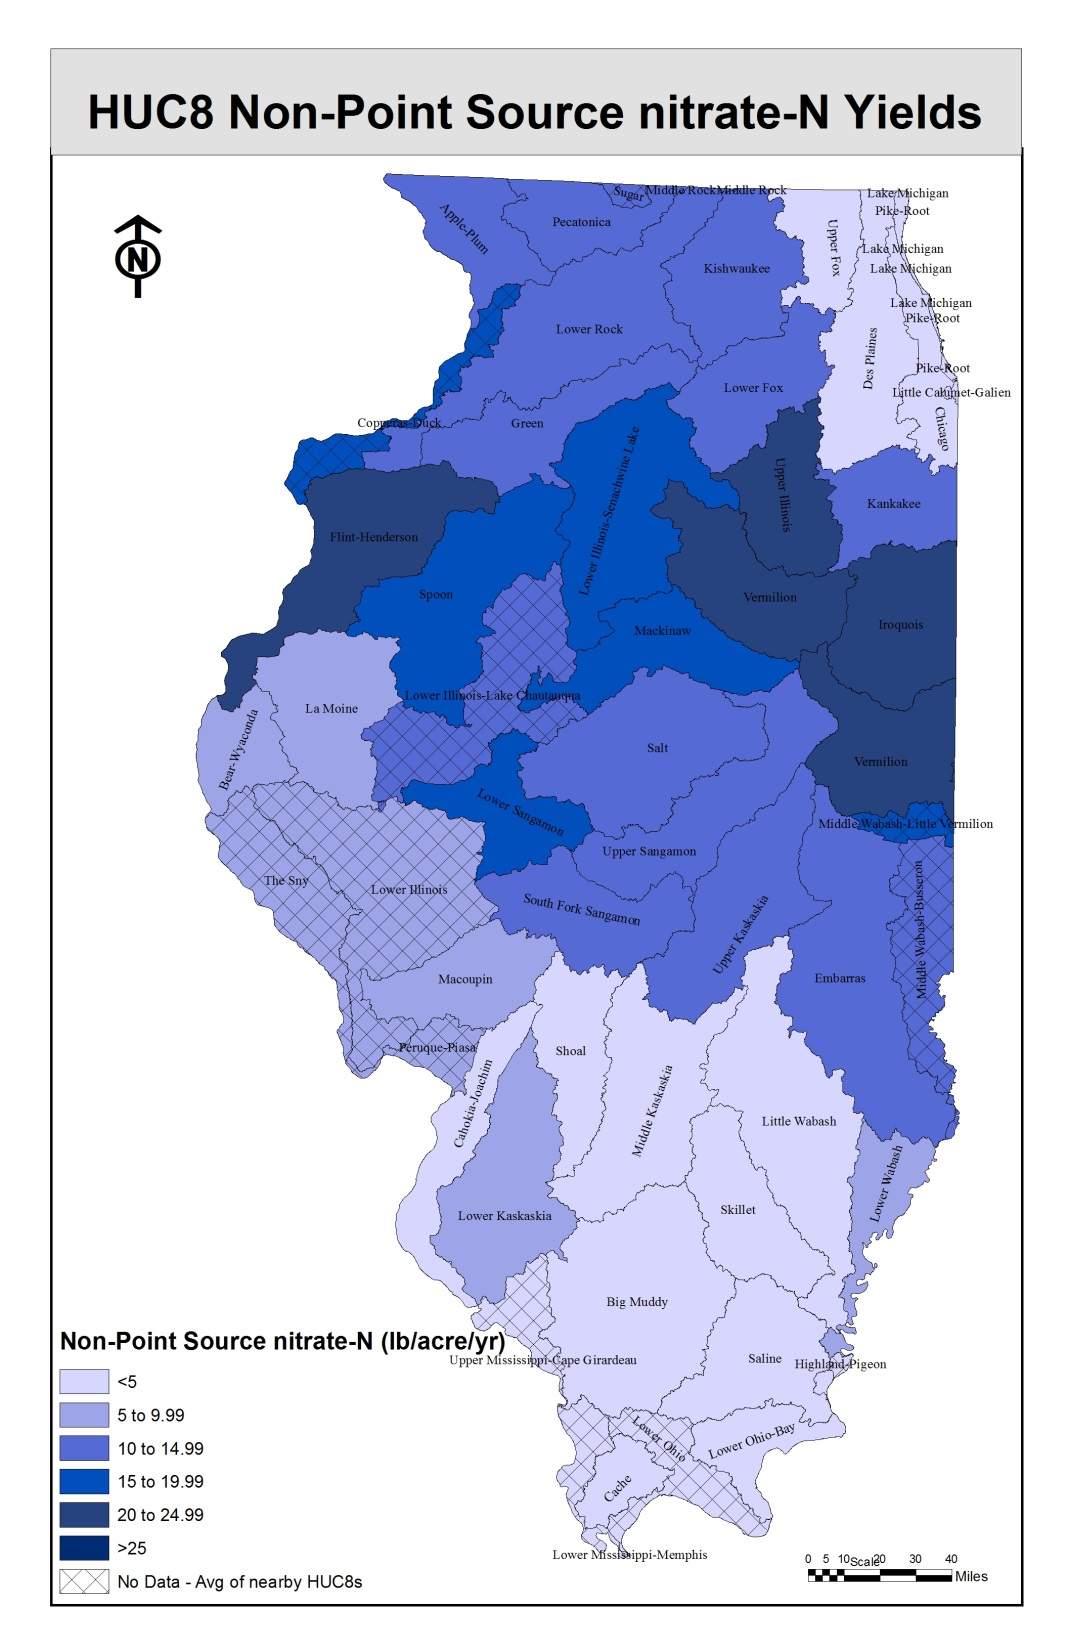 HUC8 Non-Point Source nitrate-N Yields
N
Apple-Plum
Pecatonica
Sugar
Middle Rock
Middle Rock
Kishwaukee
Upper Fox
Lake Michigan
Pike-Root
Lake Michigan
Lake Michigan
Lake Michigan
Pike-Root
Des Plaines
Pike-Root
Little Calumet-Galien
Chicago
Lower Rock
Lower Fox
Copperas-Duck
Green
Lower Illinois-Senachwine Lake
Upper Illinois
Kankakee
Flint-Henderson
Spoon
Vermilion
Iroquois
Mackinaw
Lower Illinois-Lake Chautauqua
La Moine
Bear-Wyaconda
Salt
Vermilion
Lower Sangamon
Middle Wabash-Little Vermilion
Upper Sangamon
The Sny
Lower Illinois
South Fork Sangamon
Upper Kaskaskia
Middle Wabash-Busseron
Embarras
Macoupin
Peruque-Piasa
Shoal
Cahokia-Joachim
Middle Kaskaskia
Little Wabash
Lower Wabash
Lower Kaskaskia
Skillet
Big Muddy
Saline
Highland-Pigeon
Upper Mississippi-Cape Girardeau
Lower Ohio
Lower Ohio-Bay
Cache
Lower Mississippi-Memphis
Non-Point Source nitrate-N (lb/acre/yr)
<5
5 to 9.99
10 to 14.99
15 to 19.99
20 to 24.99
>25
No Data - Avg of nearby HUC8s
Scale
0 5 10 20 30 40
Miles